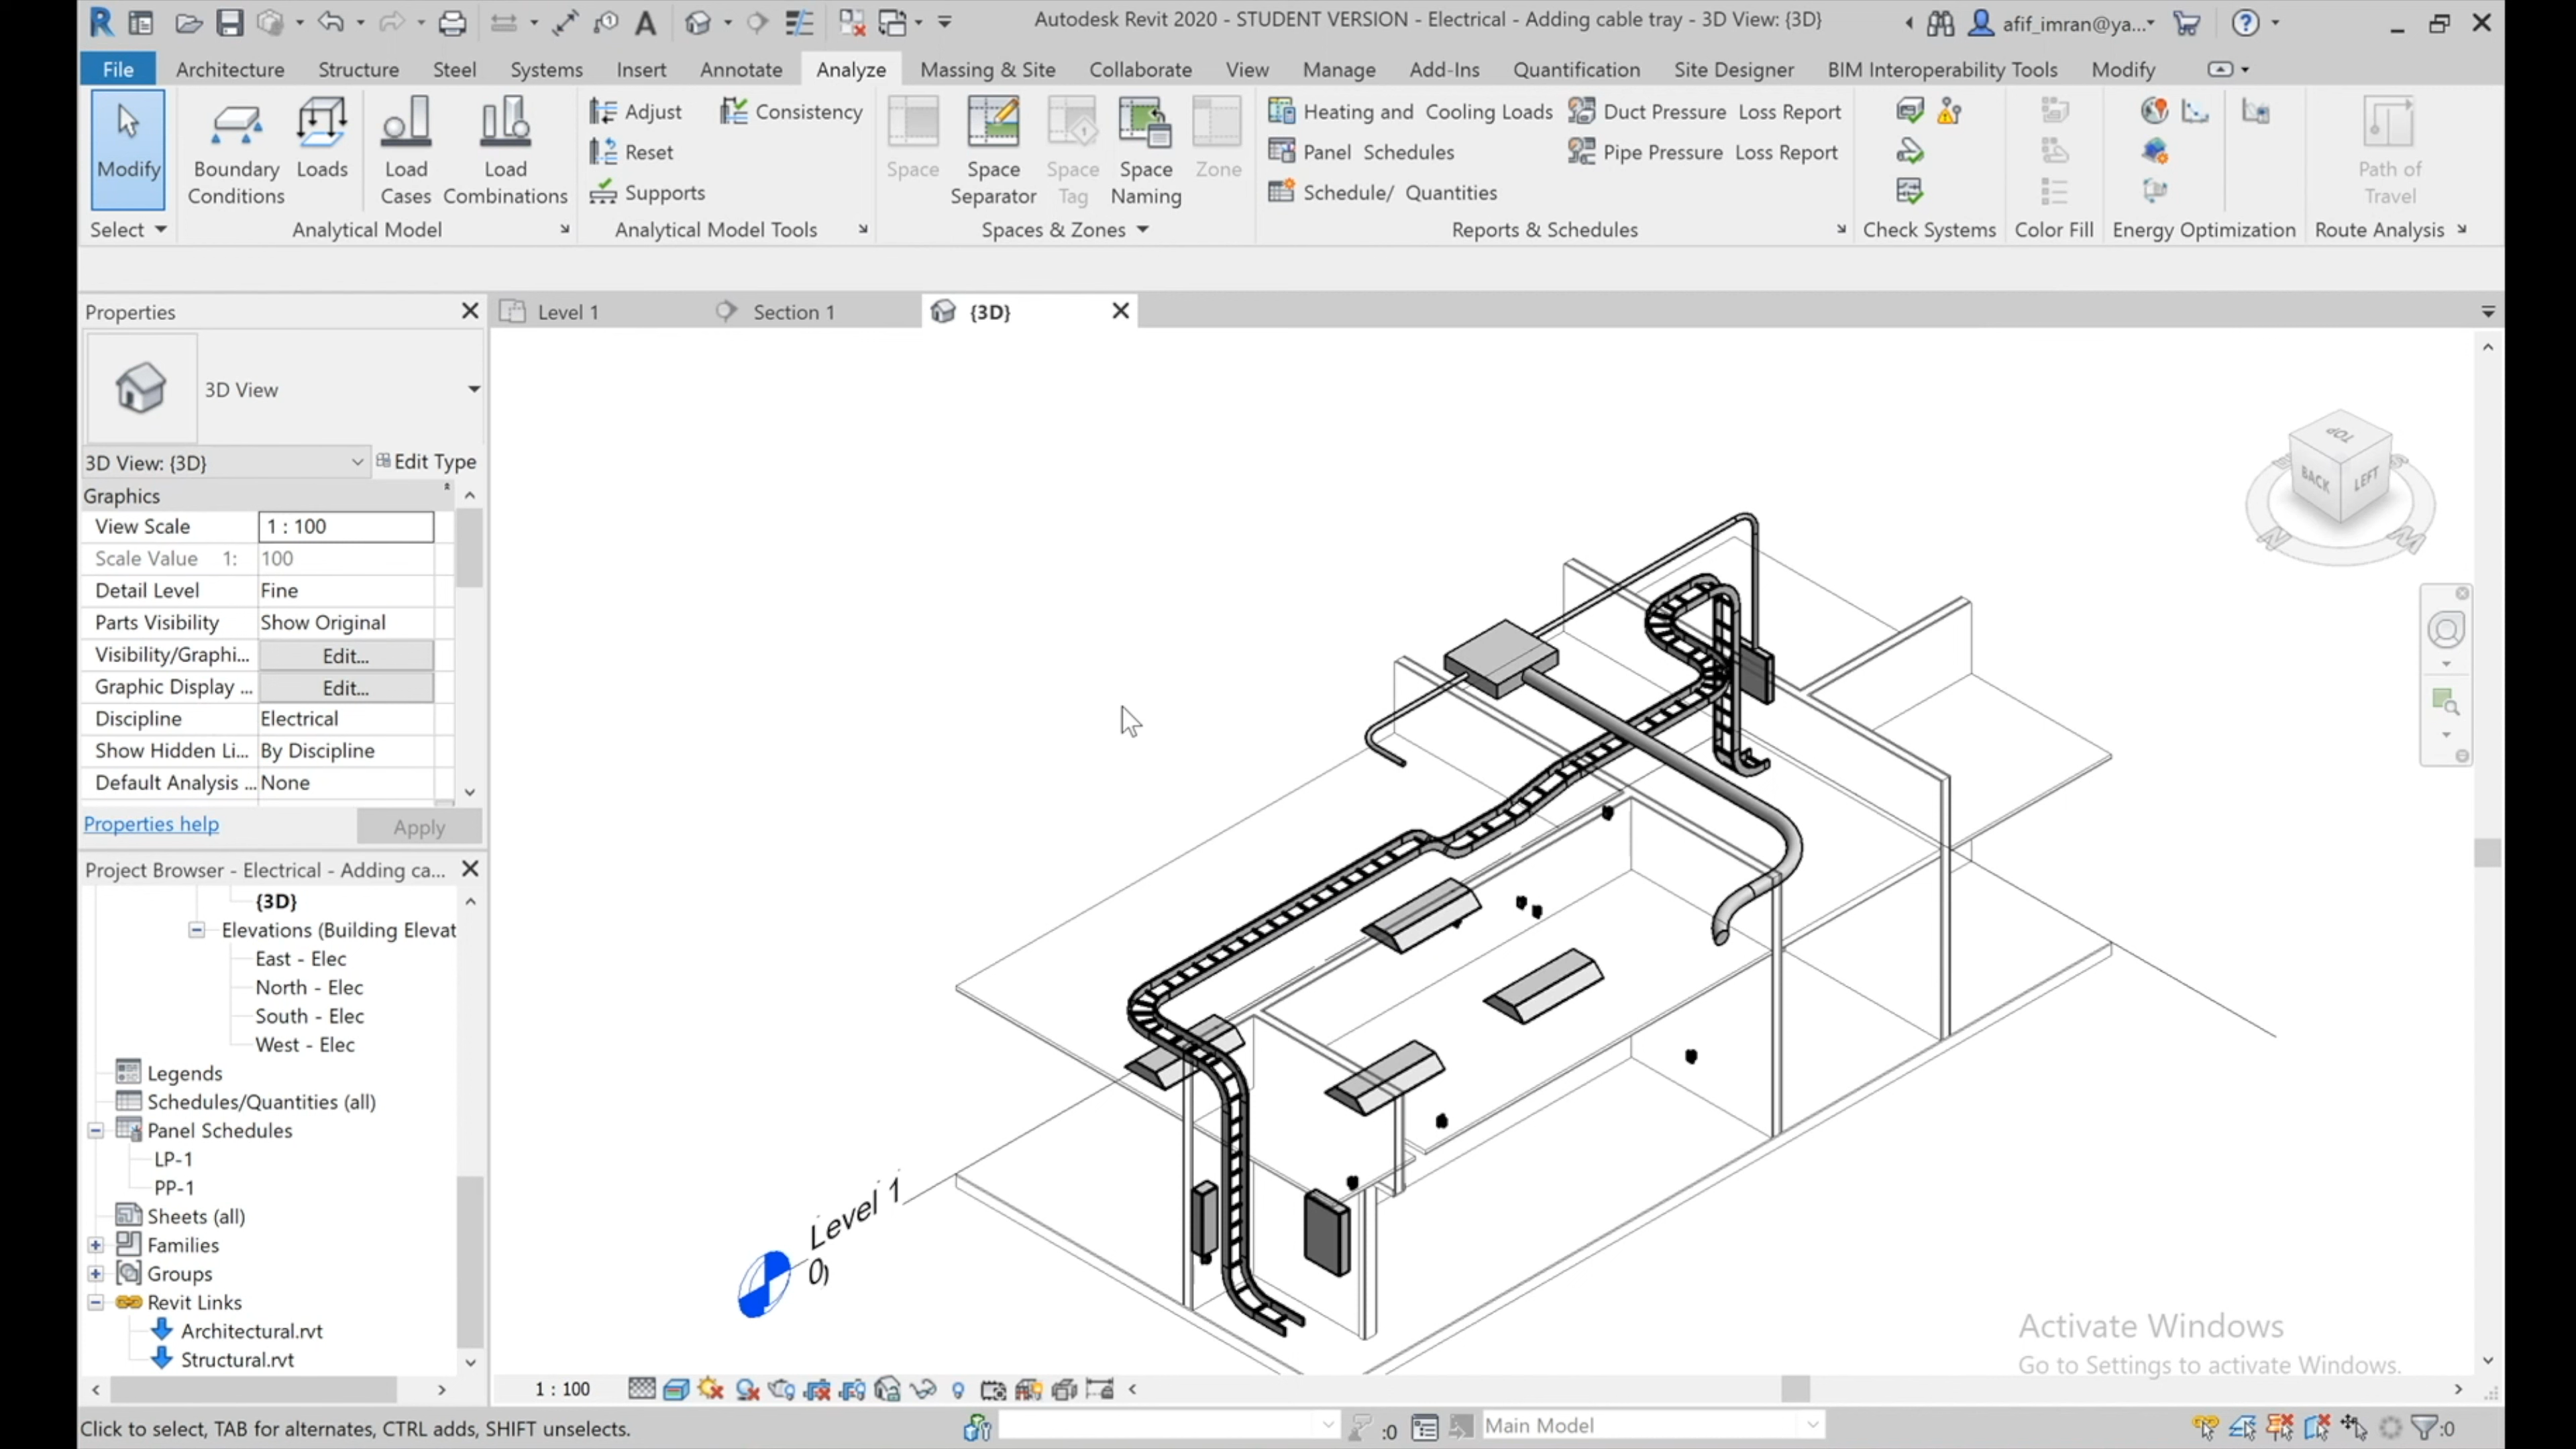 Autodesk Revit 2020 - STUDENT VERSION - Electrical - Adding cable tray - 3D View: {3D}
afif_imran@ya...
File Architecture Structure Steel Systems Insert Annotate Analyze Massing & Site Collaborate View Manage Add-Ins Quantification Site Designer BIM Interoperability Tools Modify
Modify
Boundary Conditions
Loads
Load Cases
Load Combinations
Adjust
Reset
Supports
Consistency
Space
Space Separator
Space Tag
Space Naming
Zone
Heating and Cooling Loads
Panel Schedules
Schedule/ Quantities
Duct Pressure Loss Report
Pipe Pressure Loss Report
Path of Travel
Select Analytical Model Analytical Model Tools Spaces & Zones Reports & Schedules Check Systems Color Fill Energy Optimization Route Analysis
Properties
Level 1 Section 1 {3D}
3D View
3D View: {3D} Edit Type
Graphics
View Scale 1 : 100
Scale Value 1: 100
Detail Level Fine
Parts Visibility Show Original
Visibility/Graphi... Edit...
Graphic Display ... Edit...
Discipline Electrical
Show Hidden Li... By Discipline
Default Analysis ... None
Properties help Apply
Project Browser - Electrical - Adding ca...
{3D}
Elevations (Building Elevat
East - Elec
North - Elec
South - Elec
West - Elec
Legends
Schedules/Quantities (all)
Panel Schedules
LP-1
PP-1
Sheets (all)
Families
Groups
Revit Links
Architectural.rvt
Structural.rvt
TOP
BACK
LEFT
Level 1
0
Activate Windows
Go to Settings to activate Windows.
1 : 100
Click to select, TAB for alternates, CTRL adds, SHIFT unselects.
:0
Main Model
:0